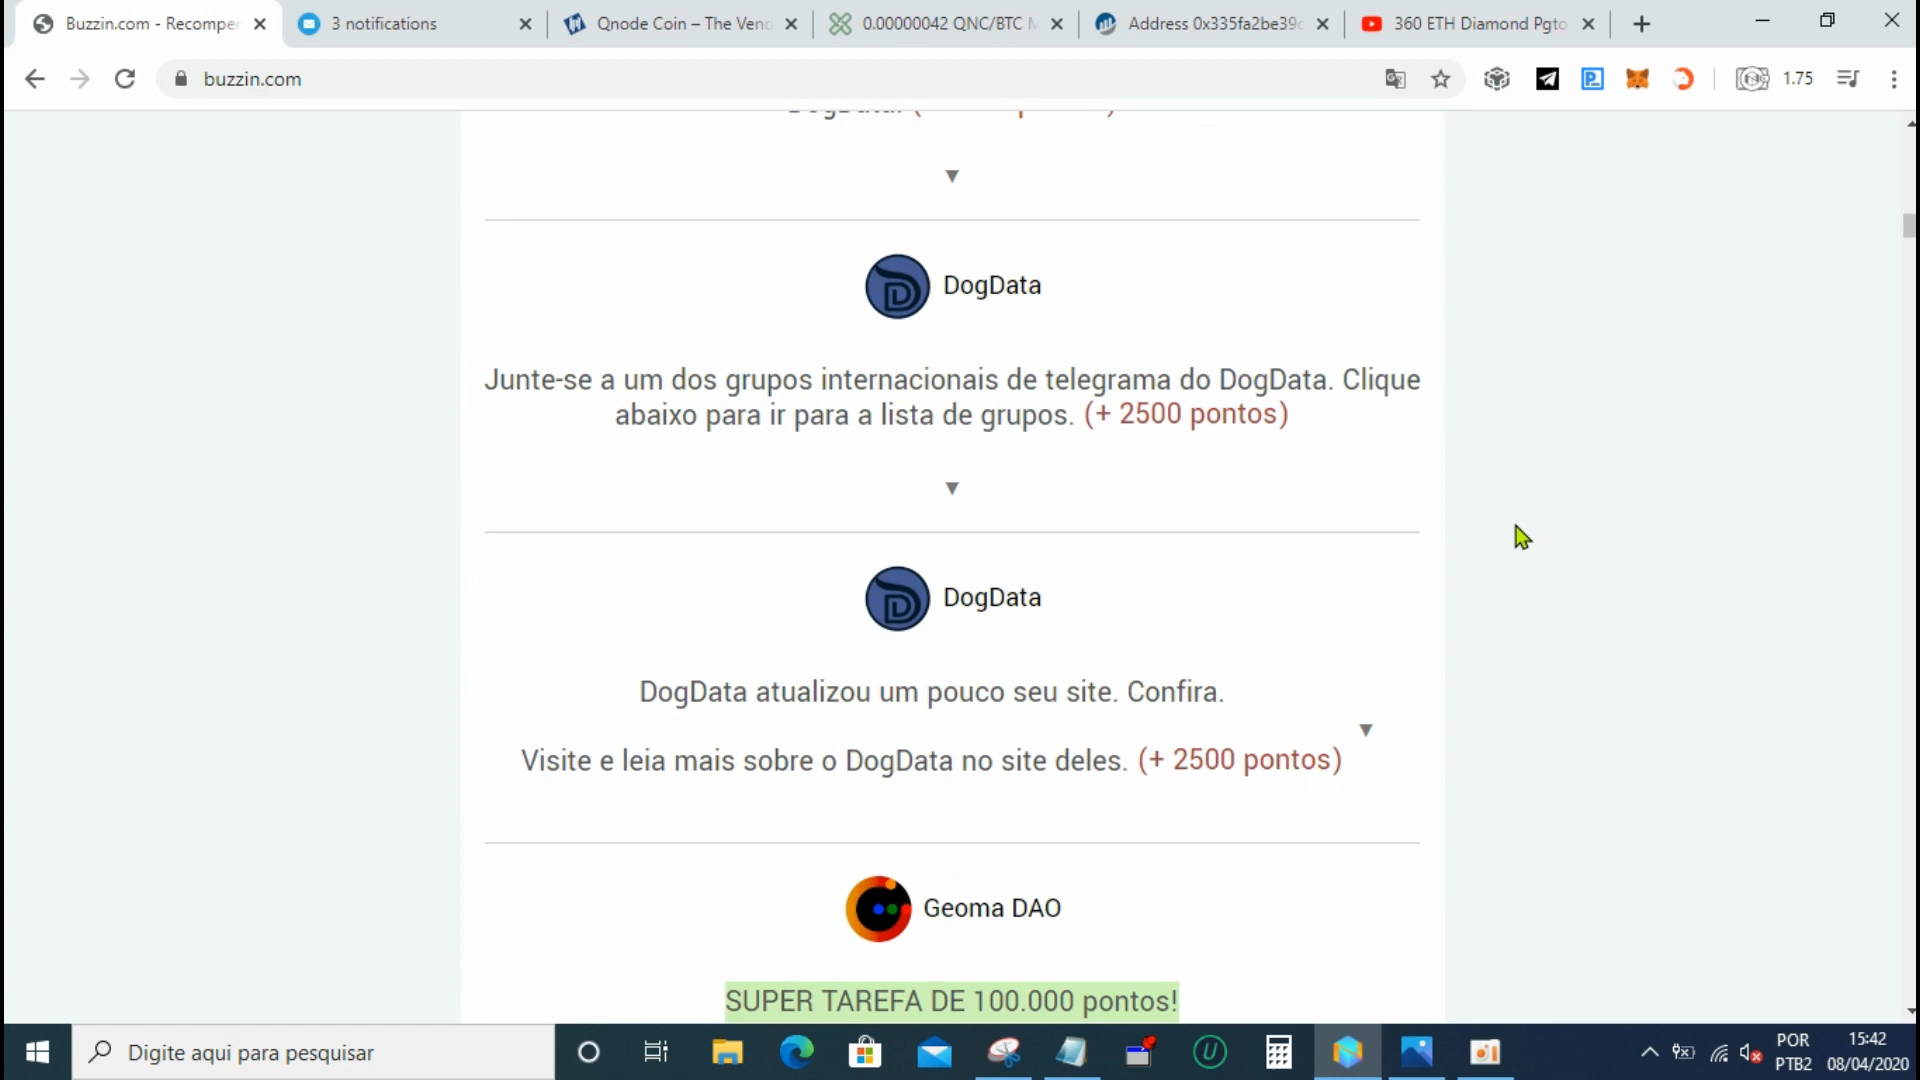 Buzzin.com - Recomper
3 notifications
Qnode Coin – The Vend
0.00000042 QNC/BTC M
Address 0x335fa2be39c
360 ETH Diamond Pgto
buzzin.com
1.75
DogData
Junte-se a um dos grupos internacionais de telegrama do DogData. Clique
abaixo para ir para a lista de grupos. (+ 2500 pontos)
DogData
DogData atualizou um pouco seu site. Confira.
Visite e leia mais sobre o DogData no site deles. (+ 2500 pontos)
Geoma DAO
SUPER TAREFA DE 100.000 pontos!
Digite aqui para pesquisar
POR
PTB2
15:42
08/04/2020